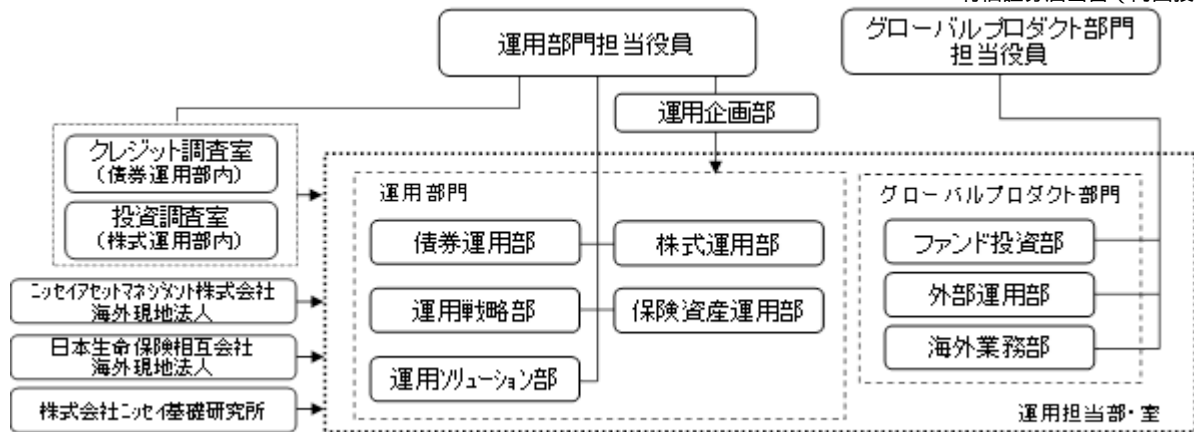 運用部門担当役員
グローバルプロダクト部門
担当役員
運用企画部
クレジット調査室
(債券運用部内)
投資調査室
(株式運用部内)
運用部門
債券運用部
株式運用部
運用戦略部
保険資産運用部
運用ソリューション部
グローバルプロダクト部門
ファンド投資部
外部運用部
海外業務部
ニッセイアセットマネジメント株式会社
海外現地法人
日本生命保険相互会社
海外現地法人
株式会社ニッセイ基礎研究所
運用担当部・室